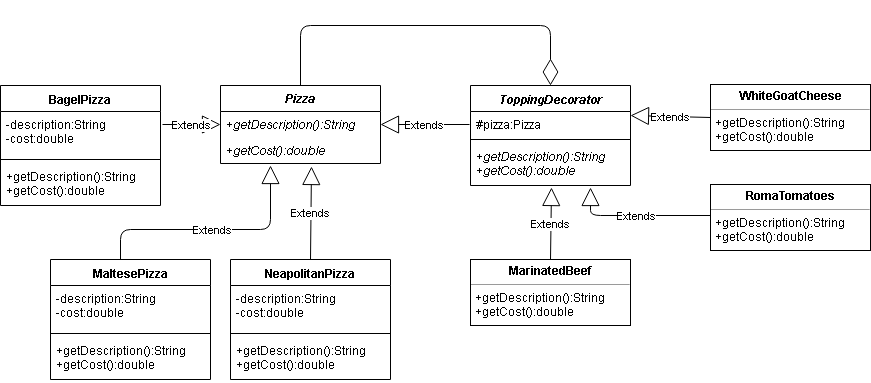 BagelPizza
-description:String
-cost:double
+getDescription():String
+getCost():double
Extends
Pizza
+getDescription():String
+getCost():double
Extends
ToppingDecorator
#pizza:Pizza
+getDescription():String
+getCost():double
Extends
WhiteGoatCheese
+getDescription():String
+getCost():double
RomaTomatoes
+getDescription():String
+getCost():double
Extends
Extends
Extends
Extends
MaltesePizza
-description:String
-cost:double
+getDescription():String
+getCost():double
NeapolitanPizza
-description:String
-cost:double
+getDescription():String
+getCost():double
MarinatedBeef
+getDescription():String
+getCost():double